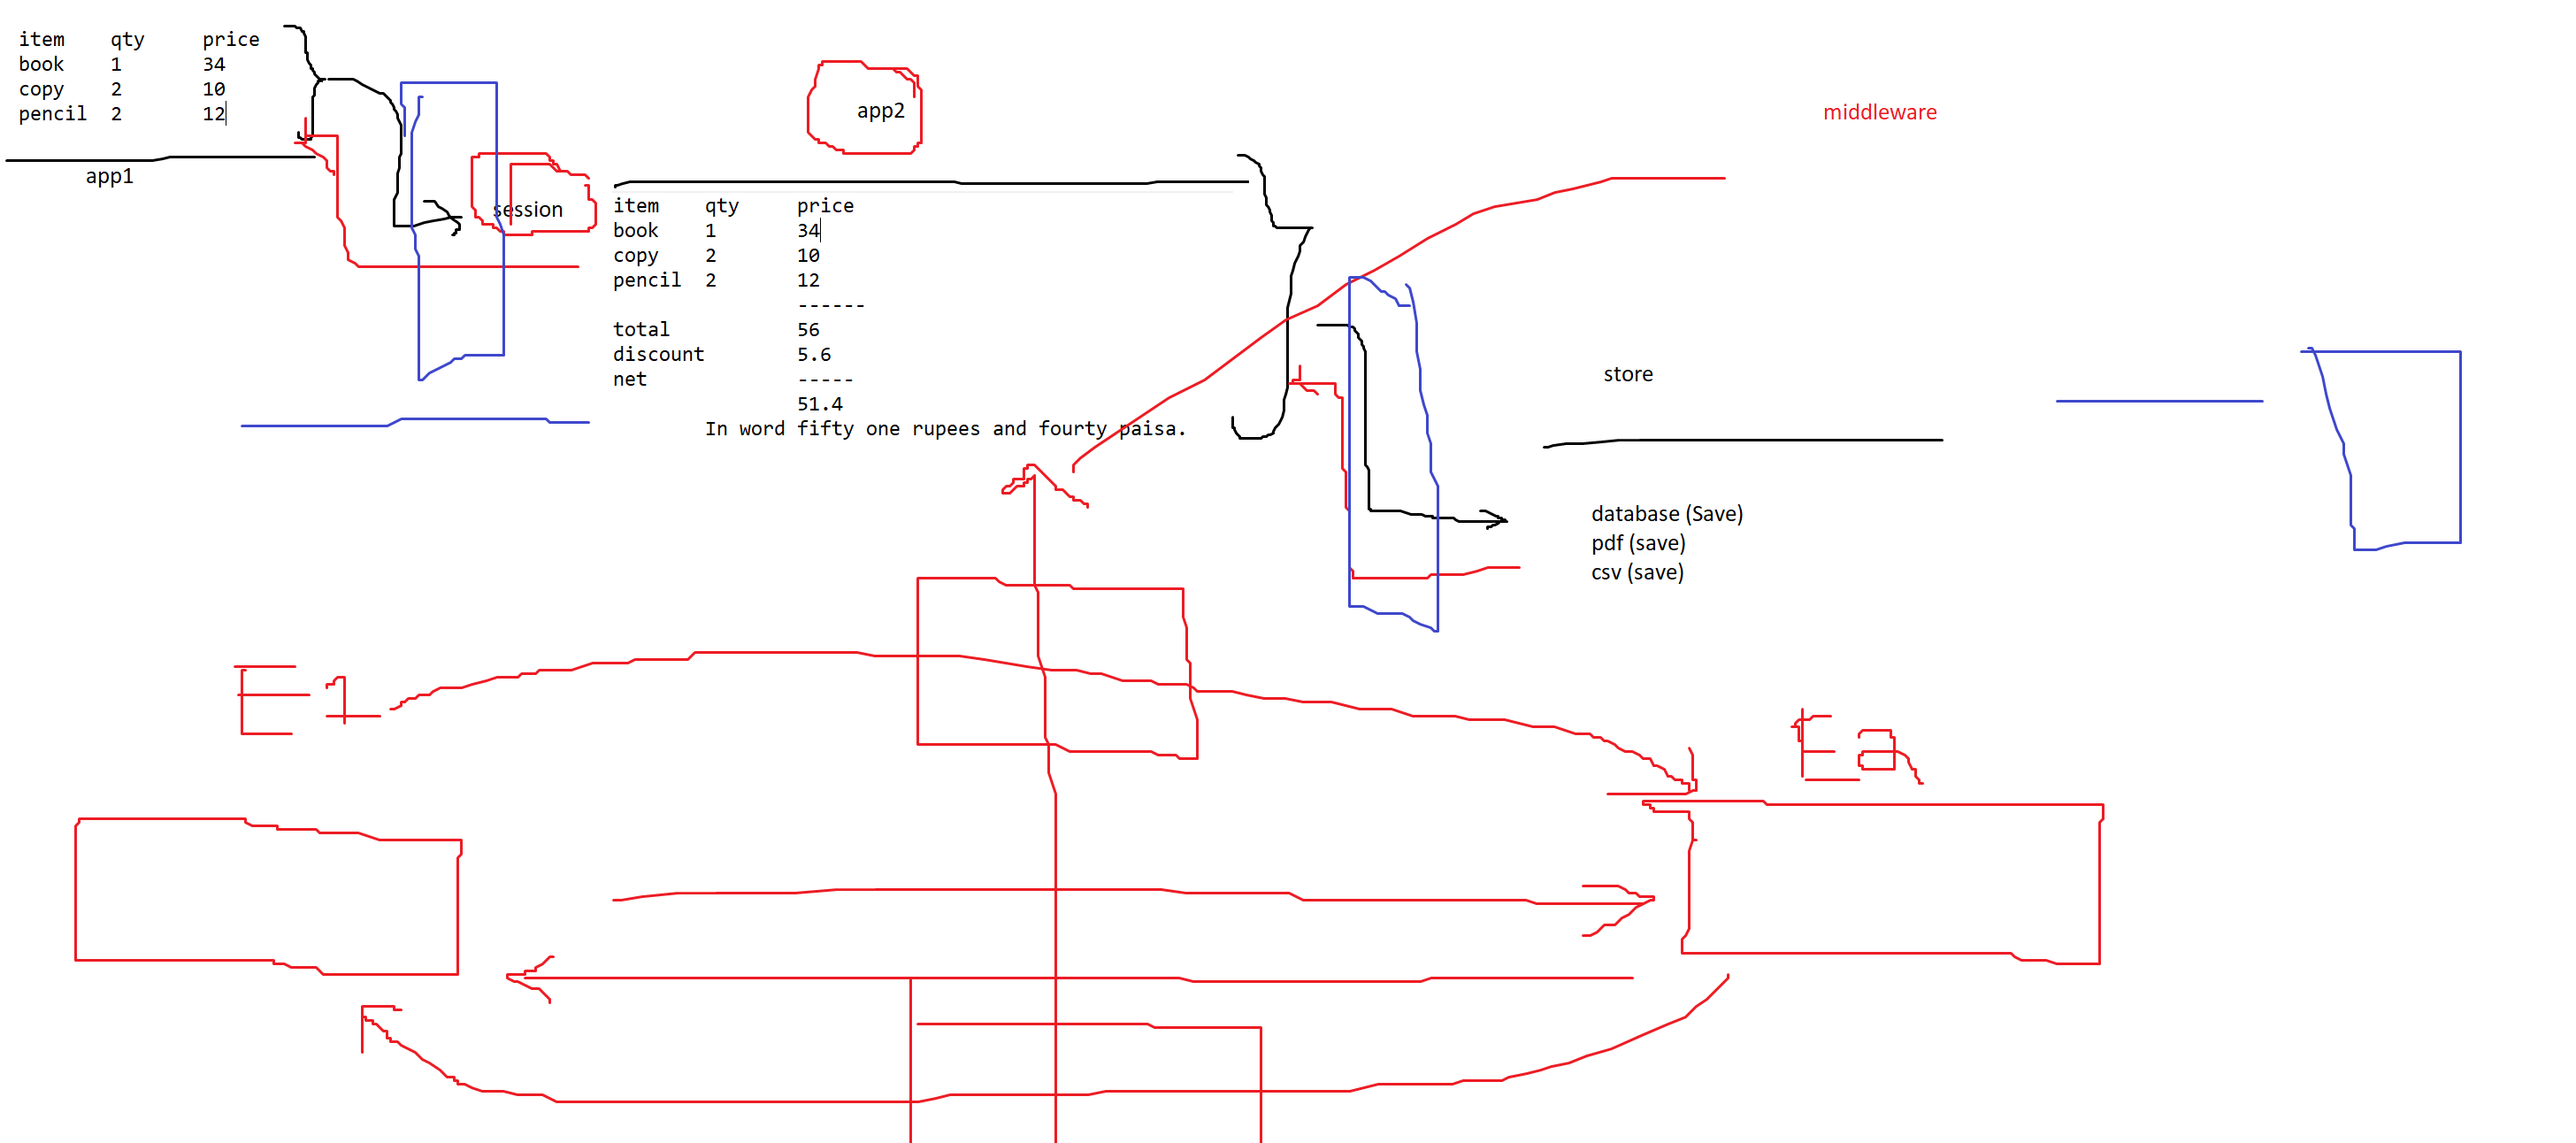 item    qty     price
book    1       34
copy    2       10
pencil  2       12
app1
session
app2
item    qty     price
book    1       34
copy    2       10
pencil  2       12
------
total           56
discount        5.6
net             -----
51.4
In word fifty one rupees and fourty paisa.
middleware
store
database (Save)
pdf (save)
csv (save)
E1